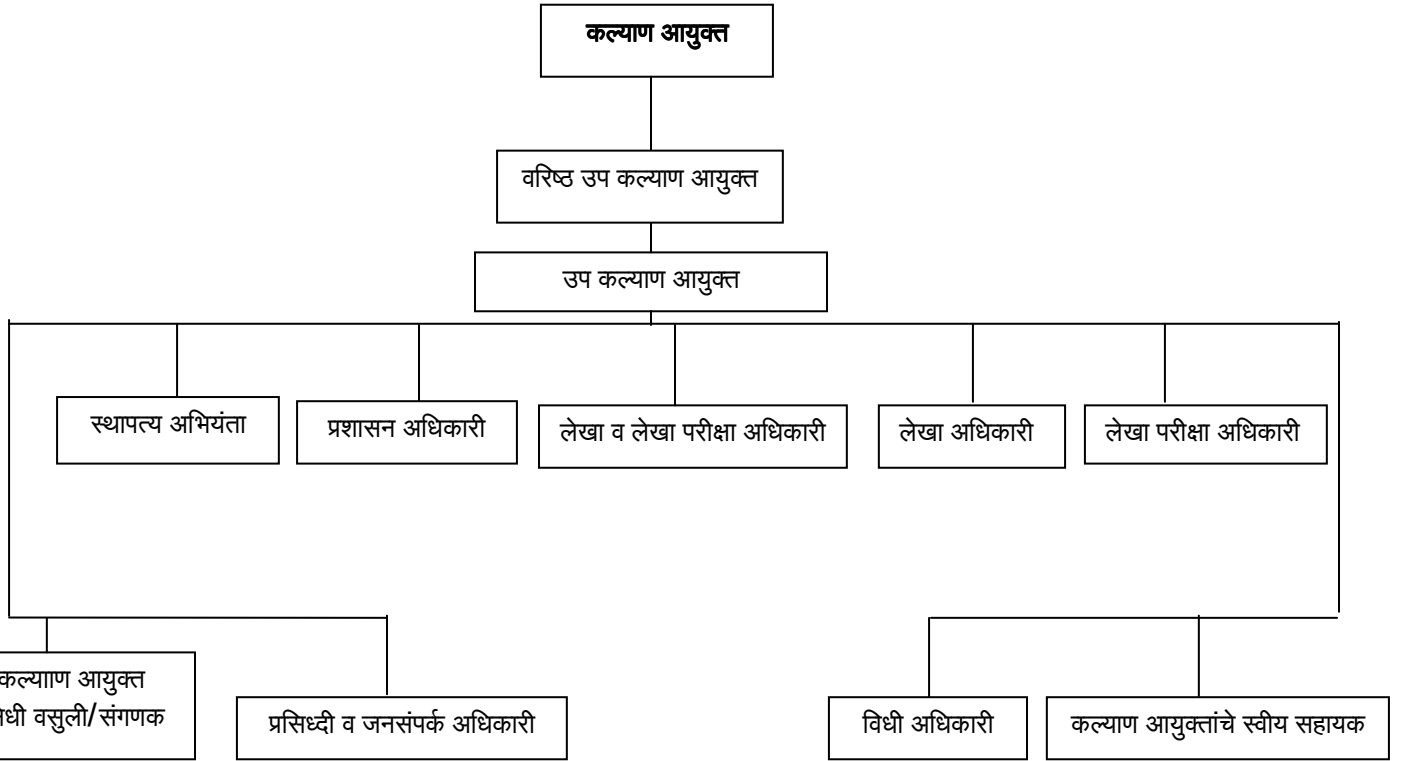 कल्याण आयुक्त
वरिष्ठ उप कल्याण आयुक्त
उप कल्याण आयुक्त
स्थापत्य अभियंता
प्रशासन अधिकारी
लेखा व लेखा परीक्षा अधिकारी
लेखा अधिकारी
लेखा परीक्षा अधिकारी
कल्यााण आयुक्त
वसुली/संगणक
प्रसिध्दी व जनसंपर्क अधिकारी
विधी अधिकारी
कल्याण आयुक्तांचे स्वीय सहायक